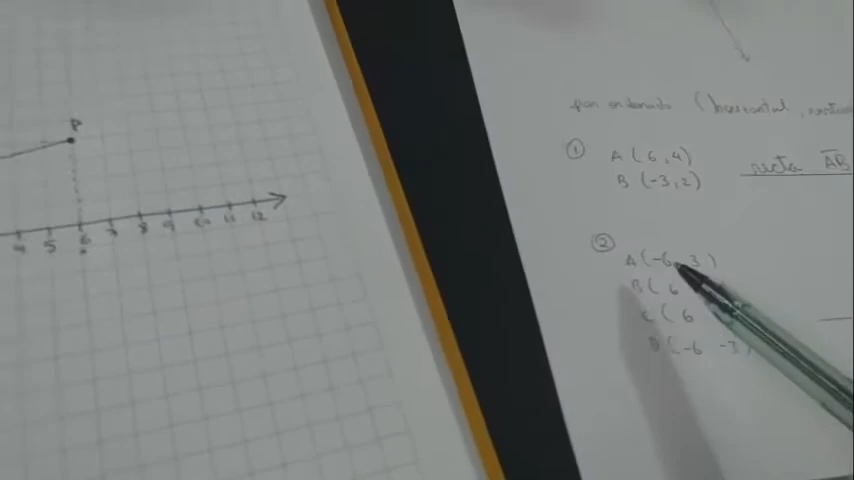 P
4 5 6 7 8 9 10 11 12
par ordenado (horizontal,
① A (6,4)
B (-3,2)
recta AB
② A (-6, 3)
B ( 6
C ( 6
D (-6 -3)